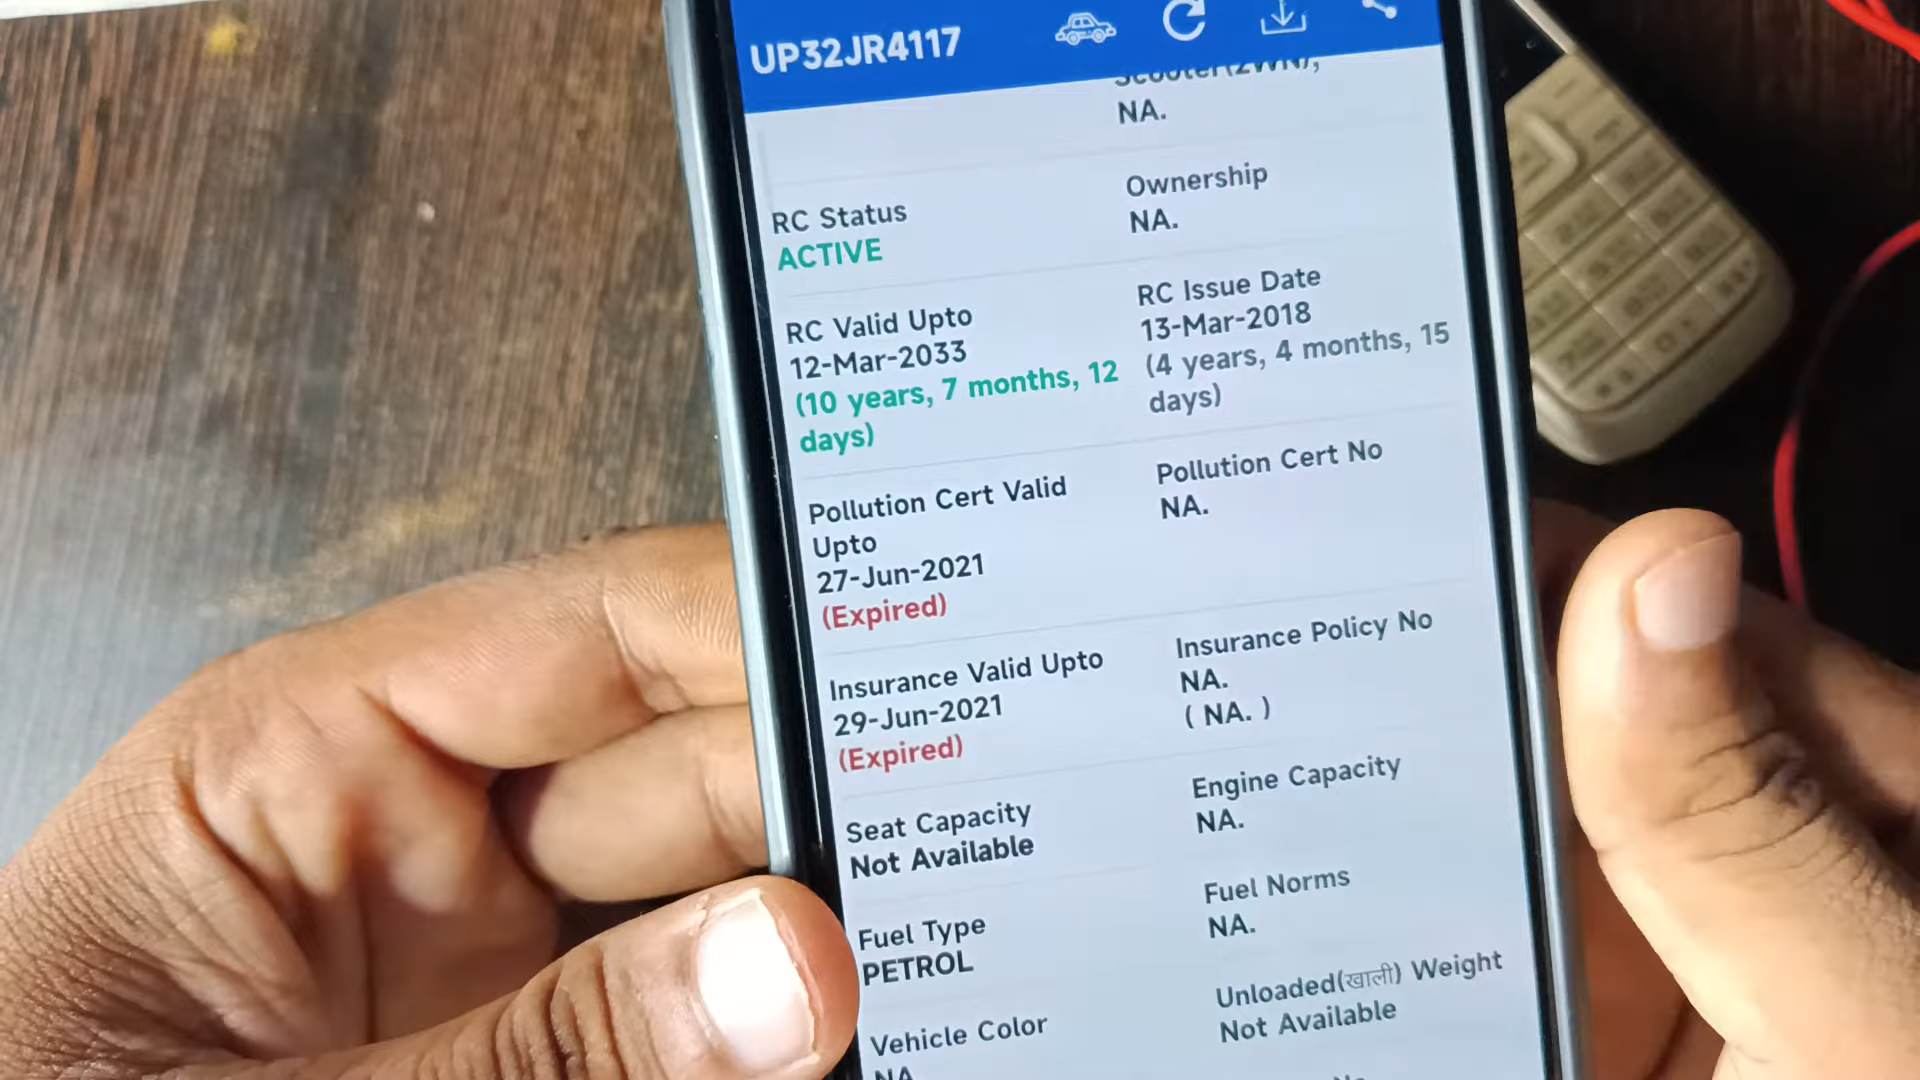 UP32JR4117
Scooter(2WN),
NA.
RC Status
ACTIVE
Ownership
NA.
RC Valid Upto
12-Mar-2033
(10 years, 7 months, 12
days)
RC Issue Date
13-Mar-2018
(4 years, 4 months, 15
days)
Pollution Cert Valid
Upto
27-Jun-2021
(Expired)
Pollution Cert No
NA.
Insurance Valid Upto
29-Jun-2021
(Expired)
Insurance Policy No
NA.
( NA. )
Seat Capacity
Not Available
Engine Capacity
NA.
Fuel Type
PETROL
Fuel Norms
NA.
Vehicle Color
NA
Unloaded(खाली) Weight
Not Available